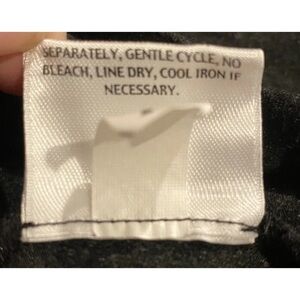 SEPARATELY, GENTLE CYCLE, NO
BLEACH, LINE DRY, COOL IRON IF
NECESSARY.